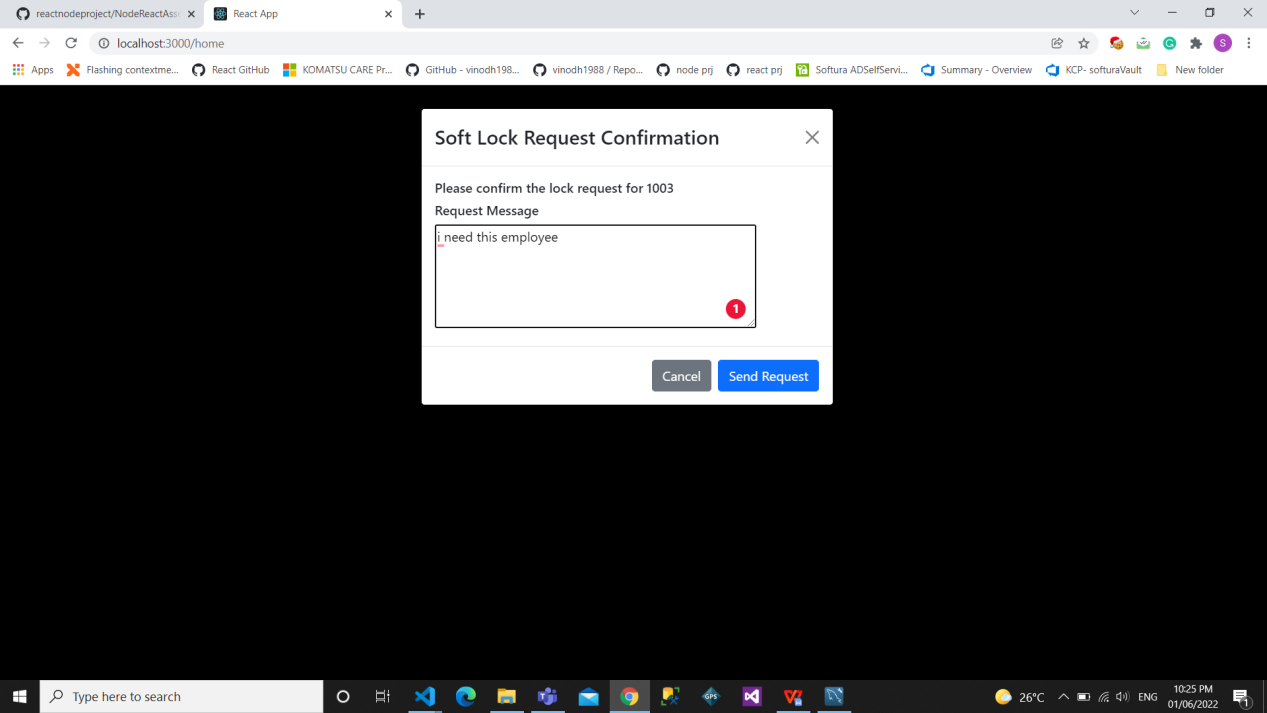 reactnodeproject/NodeReactAss
React App
localhost:3000/home
S
Apps
Flashing contextme...
React GitHub
KOMATSU CARE Pr...
GitHub - vinodh198...
vinodh1988 / Repo...
node prj
react prj
Softura ADSelfServi...
Summary - Overview
KCP- softuraVault
New folder
Soft Lock Request Confirmation
Please confirm the lock request for 1003
Request Message
i need this employee
1
Cancel
Send Request
Type here to search
GPS
26°C
ENG
10:25 PM
01/06/2022
1